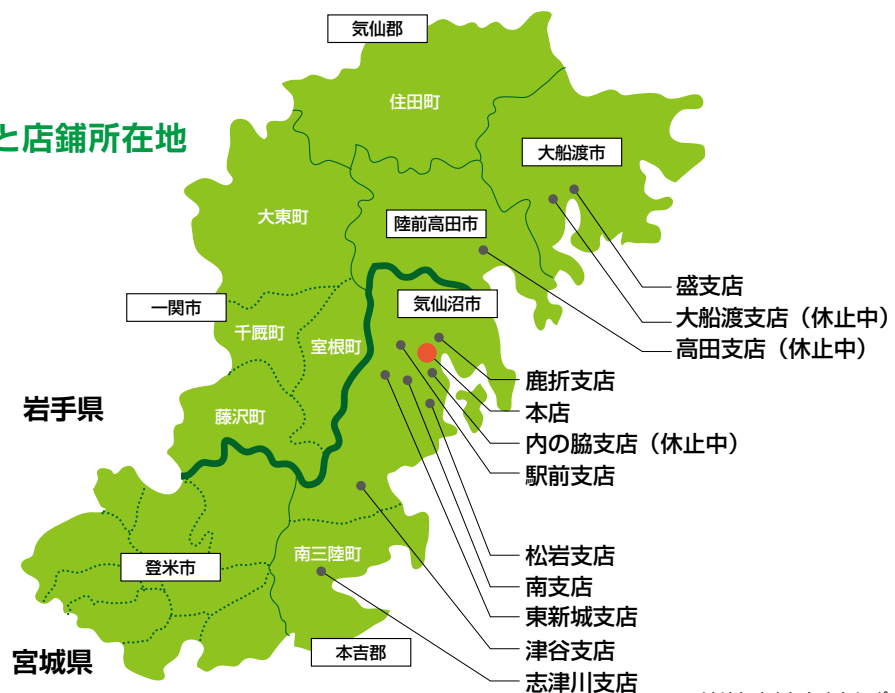 気仙郡
住田町
と店舗所在地
大船渡市
大東町
陸前高田市
盛支店
一関市
気仙沼市
大船渡支店（休止中）
千厩町
室根町
高田支店（休止中）
鹿折支店
岩手県
藤沢町
本店
内の脇支店（休止中）
駅前支店
松岩支店
南三陸町
登米市
南支店
東新城支店
本吉郡
津谷支店
宮城県
志津川支店